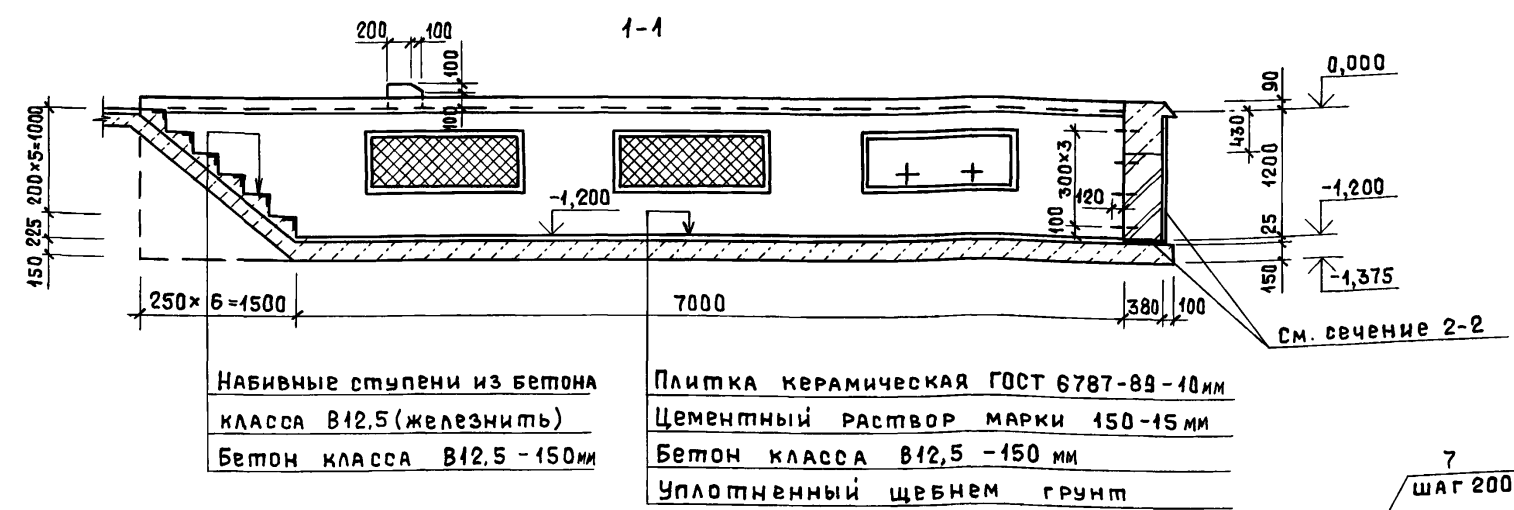 1-1
200 100
100
100
0,000
90
430
1200
200×5=1000
225
150
-1,200
300×3
100
120
-1,200
25
150
-1,375
250×6=1500
7000
380 100
См. сечение 2-2
Набивные ступени из бетона
класса В12,5 (железнить)
Бетон класса В12,5 -150мм
Плитка керамическая ГОСТ 6787-89-10мм
Цементный раствор марки 150-15мм
Бетон класса В12,5 -150 мм
Уплотненный щебнем грунт
7
шаг 200